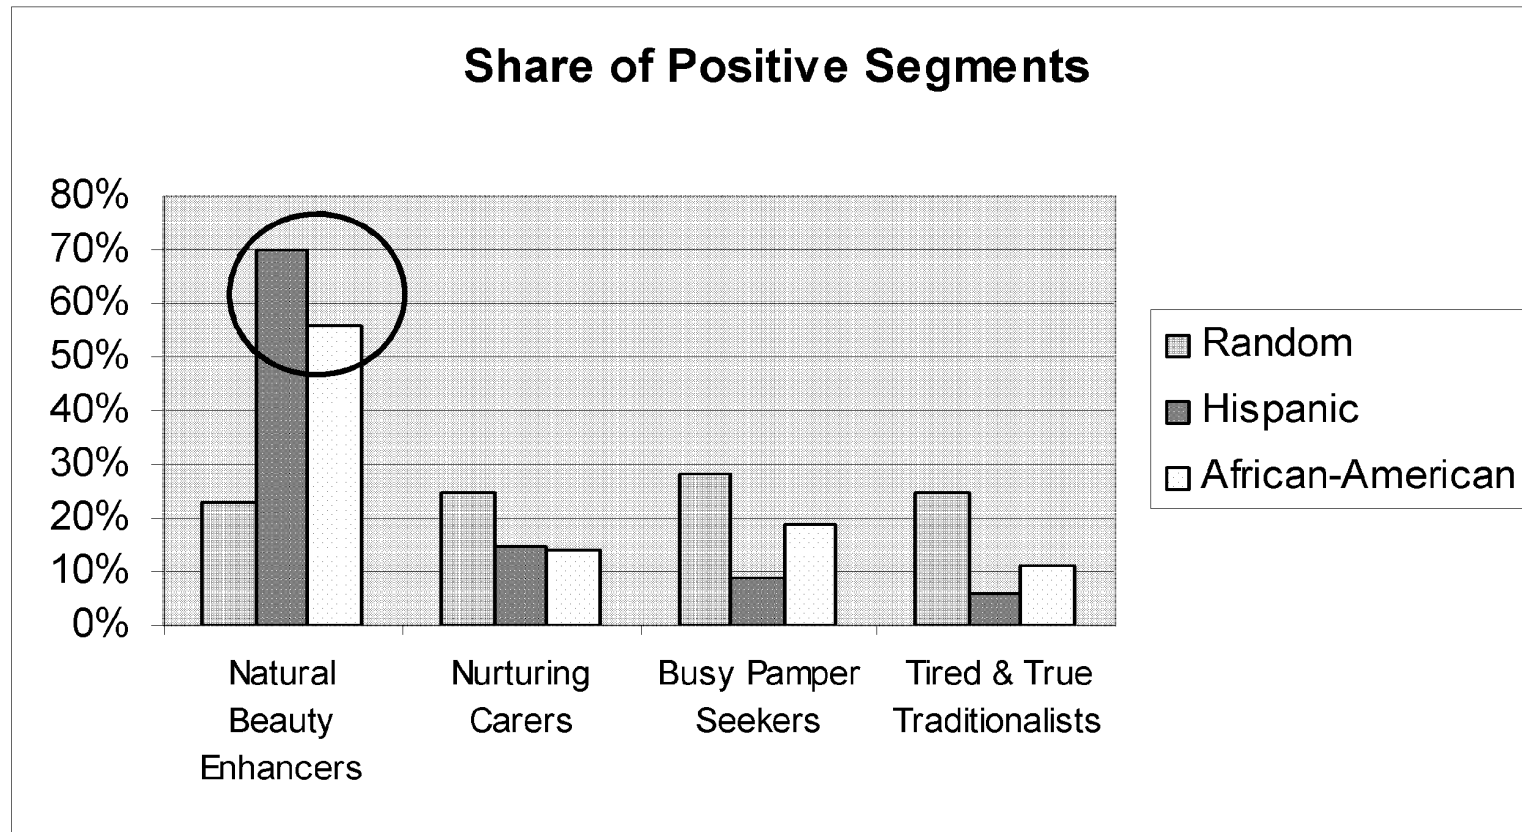 Share of Positive Segments
80%
70%
60%
50%
40%
30%
20%
10%
0%
Natural
Beauty
Enhancers
Nurturing
Carers
Busy Pamper
Seekers
Tired & True
Traditionalists
Random
Hispanic
African-American